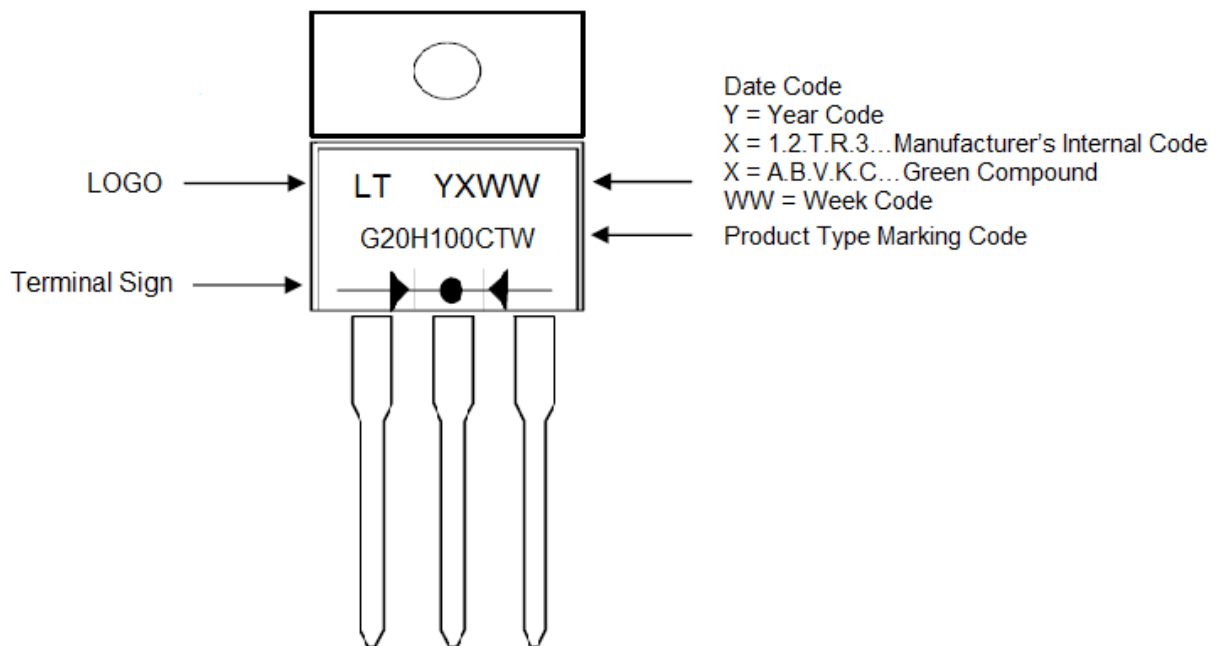 Date Code
Y = Year Code
X = 1.2.T.R.3...Manufacturer's Internal Code
X = A.B.V.K.C...Green Compound
WW = Week Code
LOGO
LT YXWW
G20H100CTW
Product Type Marking Code
Terminal Sign